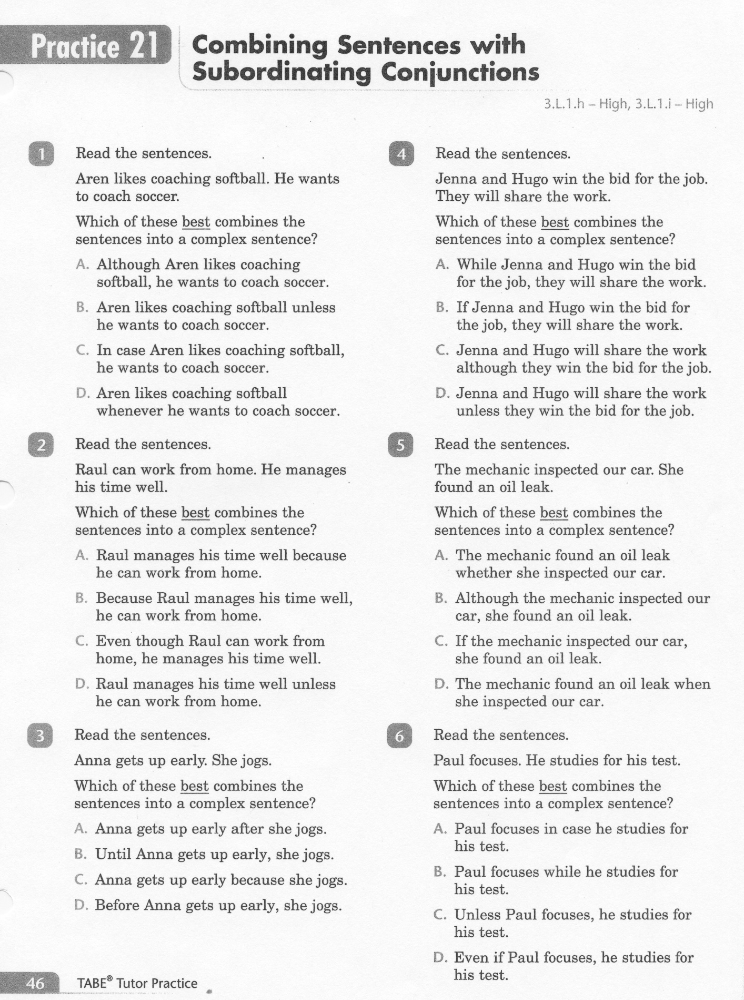 Practice 21
Combining Sentences with
Subordinating Conjunctions
3.L.1.h – High, 3.L.1.i – High
1
Read the sentences.
Aren likes coaching softball. He wants
to coach soccer.
Which of these best combines the
sentences into a complex sentence?
A. Although Aren likes coaching
softball, he wants to coach soccer.
B. Aren likes coaching softball unless
he wants to coach soccer.
C. In case Aren likes coaching softball,
he wants to coach soccer.
D. Aren likes coaching softball
whenever he wants to coach soccer.
2
Read the sentences.
Raul can work from home. He manages
his time well.
Which of these best combines the
sentences into a complex sentence?
A. Raul manages his time well because
he can work from home.
B. Because Raul manages his time well,
he can work from home.
C. Even though Raul can work from
home, he manages his time well.
D. Raul manages his time well unless
he can work from home.
3
Read the sentences.
Anna gets up early. She jogs.
Which of these best combines the
sentences into a complex sentence?
A. Anna gets up early after she jogs.
B. Until Anna gets up early, she jogs.
C. Anna gets up early because she jogs.
D. Before Anna gets up early, she jogs.
4
Read the sentences.
Jenna and Hugo win the bid for the job.
They will share the work.
Which of these best combines the
sentences into a complex sentence?
A. While Jenna and Hugo win the bid
for the job, they will share the work.
B. If Jenna and Hugo win the bid for
the job, they will share the work.
C. Jenna and Hugo will share the work
although they win the bid for the job.
D. Jenna and Hugo will share the work
unless they win the bid for the job.
5
Read the sentences.
The mechanic inspected our car. She
found an oil leak.
Which of these best combines the
sentences into a complex sentence?
A. The mechanic found an oil leak
whether she inspected our car.
B. Although the mechanic inspected our
car, she found an oil leak.
C. If the mechanic inspected our car,
she found an oil leak.
D. The mechanic found an oil leak when
she inspected our car.
6
Read the sentences.
Paul focuses. He studies for his test.
Which of these best combines the
sentences into a complex sentence?
A. Paul focuses in case he studies for
his test.
B. Paul focuses while he studies for
his test.
C. Unless Paul focuses, he studies for
his test.
D. Even if Paul focuses, he studies for
his test.
46
TABE® Tutor Practice